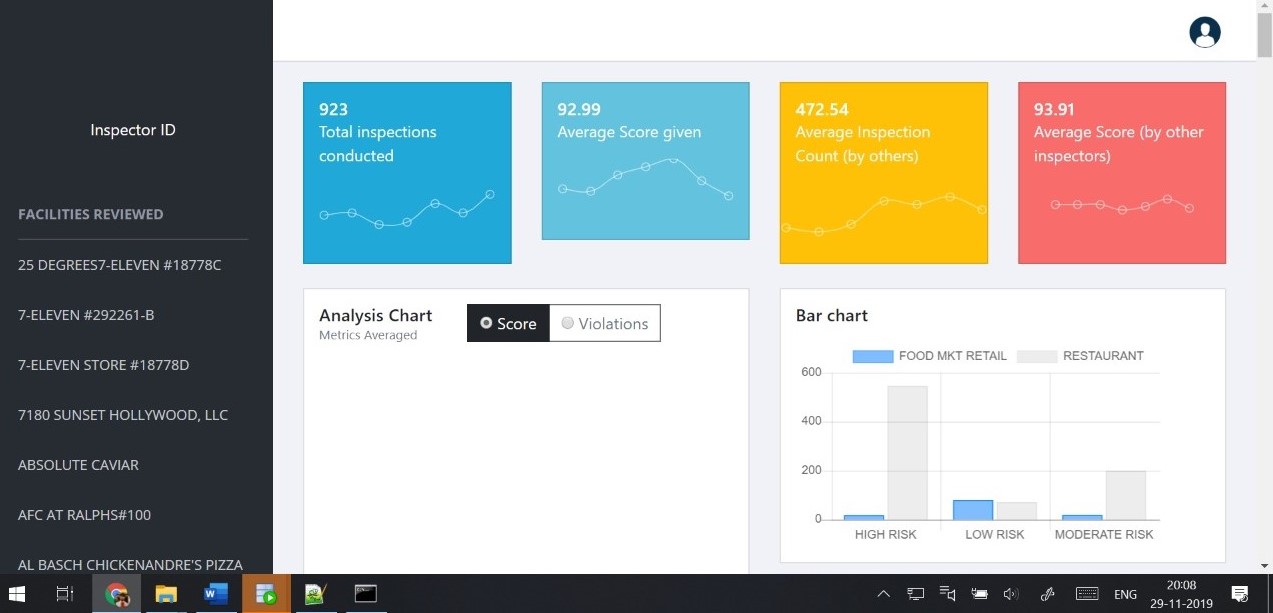 Inspector ID
FACILITIES REVIEWED
25 DEGREES7-ELEVEN #18778C
7-ELEVEN #292261-B
7-ELEVEN STORE #18778D
7180 SUNSET HOLLYWOOD, LLC
ABSOLUTE CAVIAR
AFC AT RALPHS#100
AL BASCH CHICKENANDRE'S PIZZA
923
Total inspections
conducted
92.99
Average Score given
472.54
Average Inspection
Count (by others)
93.91
Average Score (by other
inspectors)
Analysis Chart
Metrics Averaged
Score
Violations
Bar chart
FOOD MKT RETAIL
RESTAURANT
600
400
200
0
HIGH RISK
LOW RISK
MODERATE RISK
ENG
20:08
29-11-2019